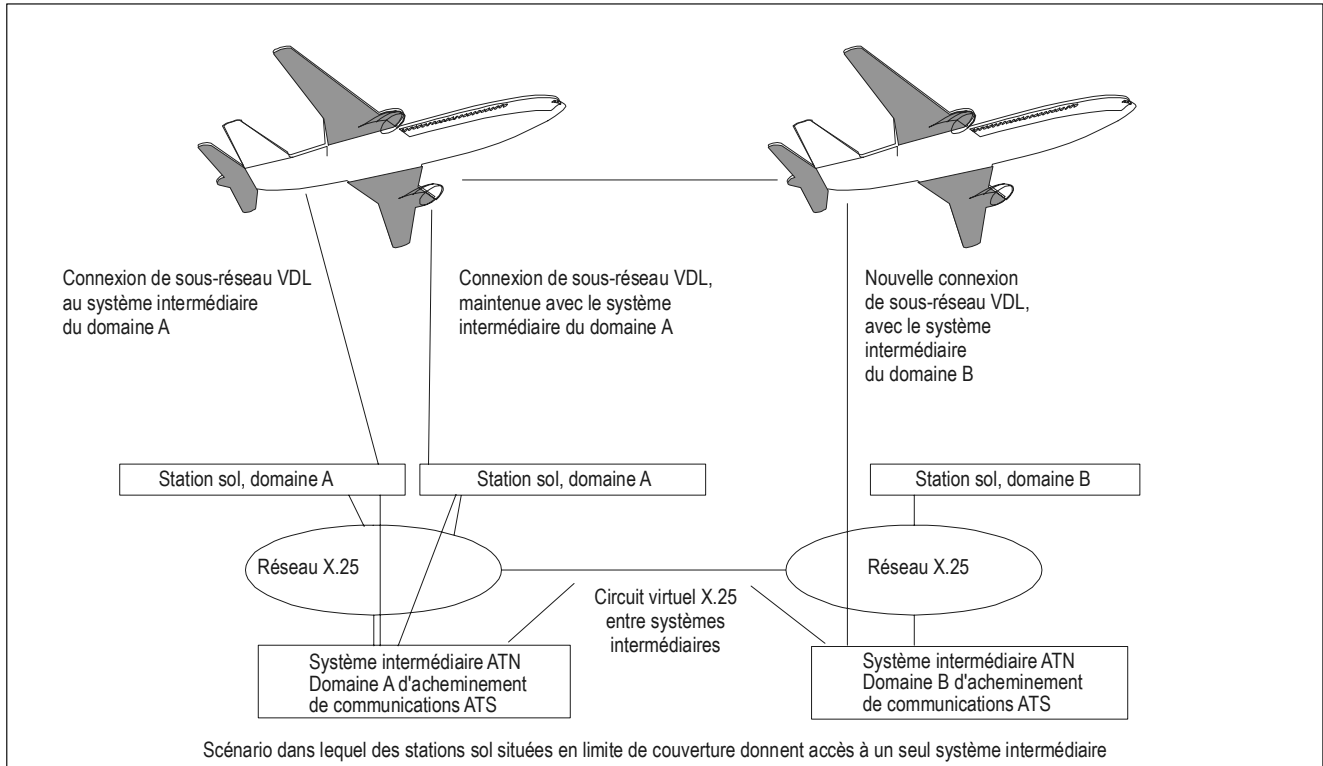 Connexion de sous-réseau VDL
au système intermédiaire
du domaine A
Connexion de sous-réseau VDL,
maintenue avec le système
intermédiaire du domaine A
Nouvelle connexion
de sous-réseau VDL,
avec le système
intermédiaire
du domaine B
Station sol, domaine A
Station sol, domaine A
Station sol, domaine B
Réseau X.25
Réseau X.25
Circuit virtuel X.25
entre systèmes
intermédiaires
Système intermédiaire ATN
Domaine A d'acheminement
de communications ATS
Système intermédiaire ATN
Domaine B d'acheminement
de communications ATS
Scénario dans lequel des stations sol situées en limite de couverture donnent accès à un seul système intermédiaire